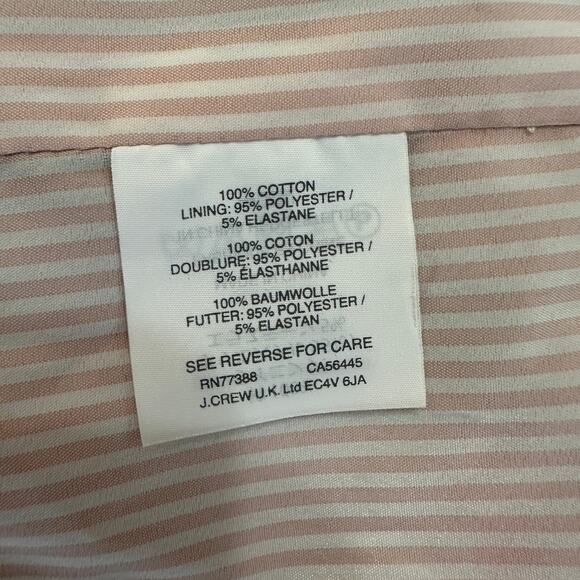 100% COTTON
LINING: 95% POLYESTER /
5% ELASTANE
100% COTON
DOUBLURE: 95% POLYESTER /
5% ÉLASTHANNE
100% BAUMWOLLE
FUTTER: 95% POLYESTER /
5% ELASTAN
SEE REVERSE FOR CARE
RN77388 CA56445
J.CREW U.K. Ltd EC4V 6JA